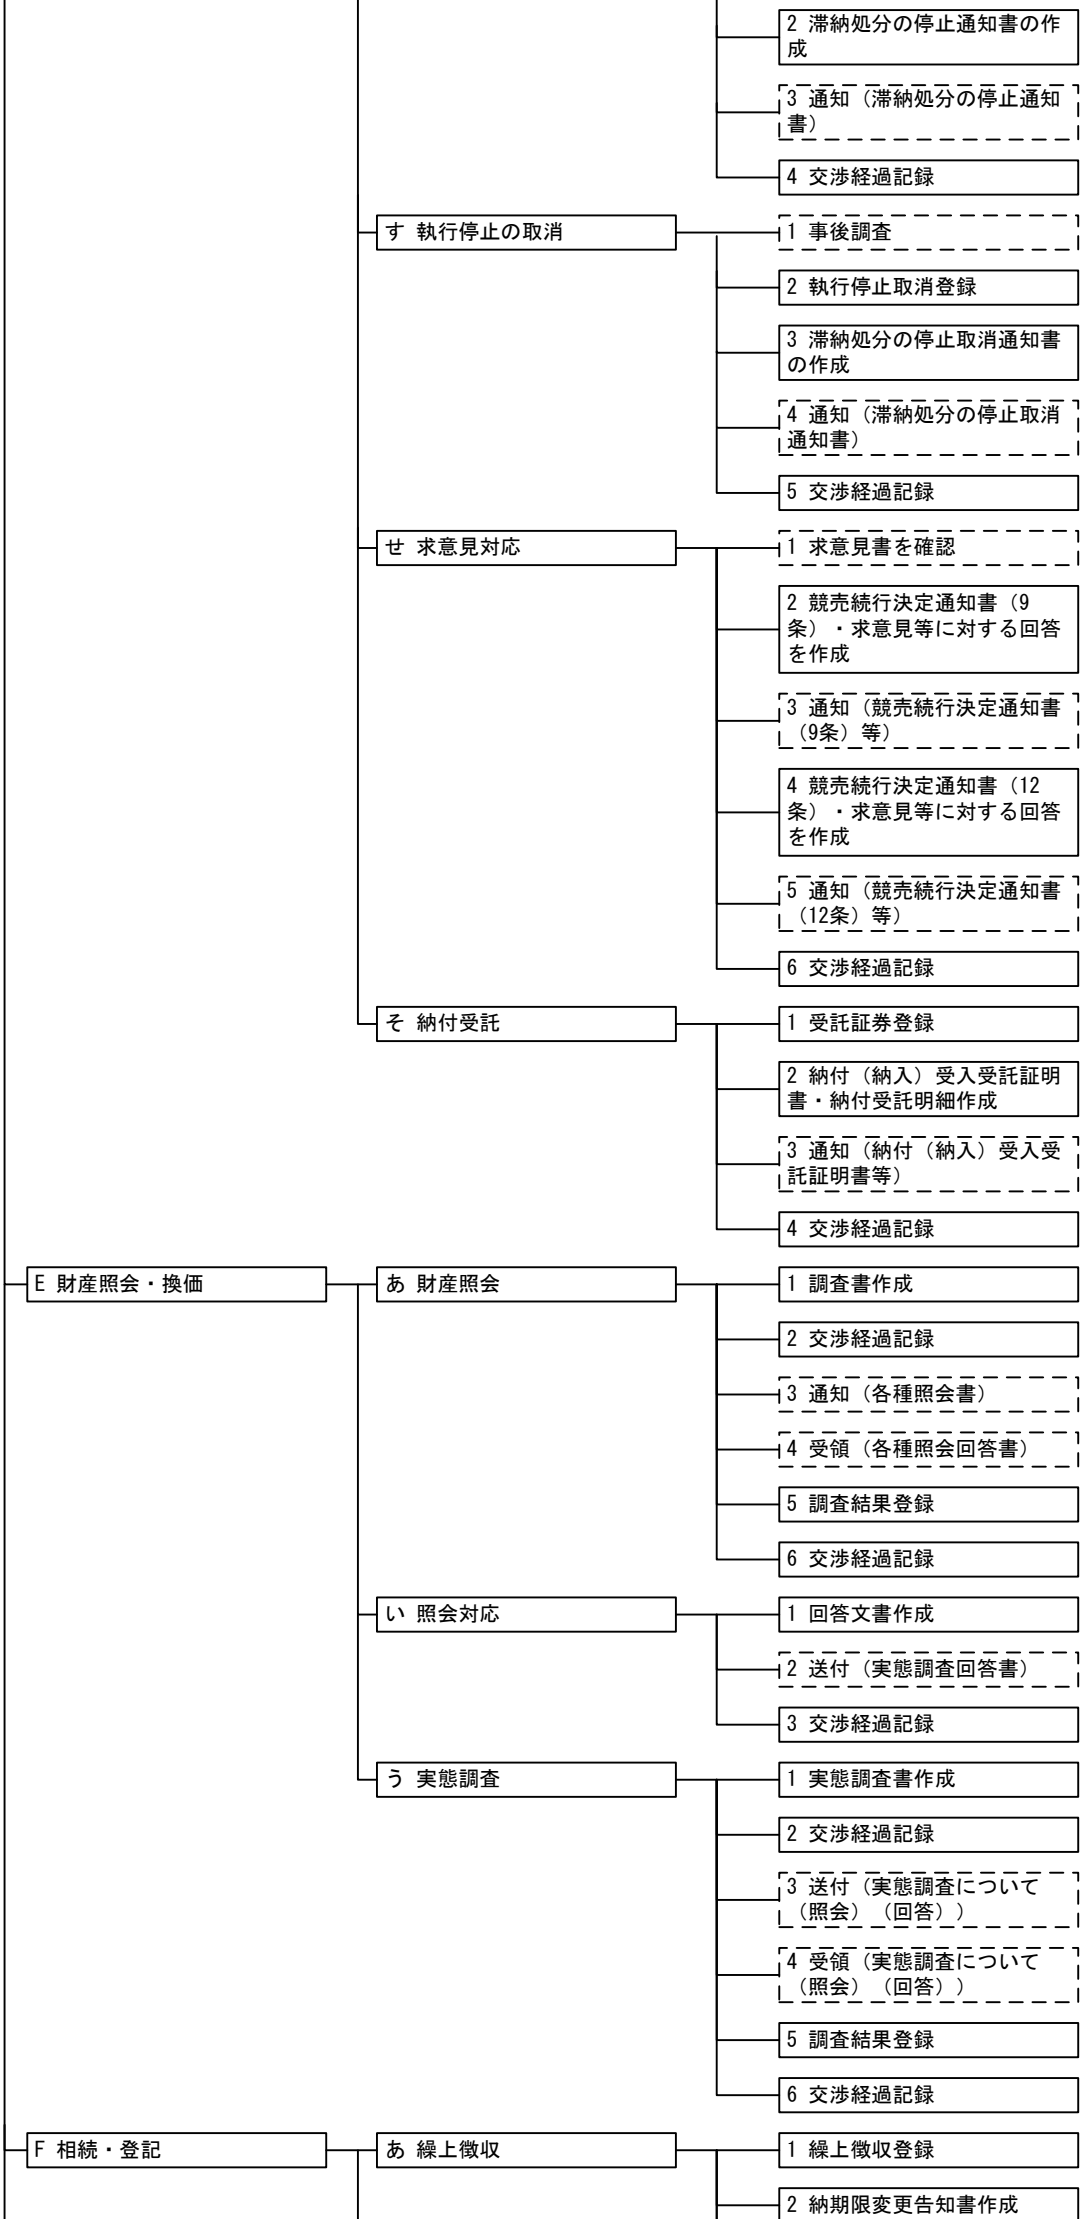 2 滞納処分の停止通知書の作
成
3 通知（滞納処分の停止通知
書）
4 交渉経過記録
す 執行停止の取消
1 事後調査
2 執行停止取消登録
3 滞納処分の停止取消通知書
の作成
4 通知（滞納処分の停止取消
通知書）
5 交渉経過記録
せ 求意見対応
1 求意見書を確認
2 競売続行決定通知書（9
条）・求意見等に対する回答
を作成
3 通知（競売続行決定通知書
（9条）等）
4 競売続行決定通知書（12
条）・求意見等に対する回答
を作成
5 通知（競売続行決定通知書
（12条）等）
6 交渉経過記録
そ 納付受託
1 受託証券登録
2 納付（納入）受入受託証明
書・納付受託明細作成
3 通知（納付（納入）受入受
託証明書等）
4 交渉経過記録
E 財産照会・換価
あ 財産照会
1 調査書作成
2 交渉経過記録
3 通知（各種照会書）
4 受領（各種照会回答書）
5 調査結果登録
6 交渉経過記録
い 照会対応
1 回答文書作成
2 送付（実態調査回答書）
3 交渉経過記録
う 実態調査
1 実態調査書作成
2 交渉経過記録
3 送付（実態調査について
（照会）（回答））
4 受領（実態調査について
（照会）（回答））
5 調査結果登録
6 交渉経過記録
F 相続・登記
あ 繰上徴収
1 繰上徴収登録
2 納期限変更告知書作成